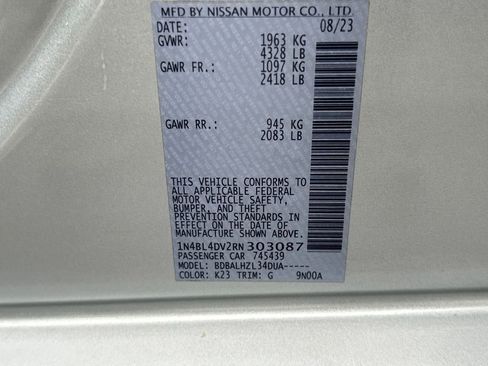 MFD BY NISSAN MOTOR CO., LTD.
DATE: 08/23
GVWR: 1963 KG
4328 LB
GAWR FR.: 1097 KG
2418 LB
GAWR RR.: 945 KG
2083 LB
THIS VEHICLE CONFORMS TO
ALL APPLICABLE FEDERAL
MOTOR VEHICLE SAFETY,
BUMPER, AND THEFT
PREVENTION STANDARDS IN
EFFECT ON THE DATE OF
MANUFACTURE SHOWN ABOVE.
1N4BL4DV2RN303087
PASSENGER CAR 745439
MODEL: BDBALHZL34DUA-----
COLOR: K23 TRIM: G 9N00A